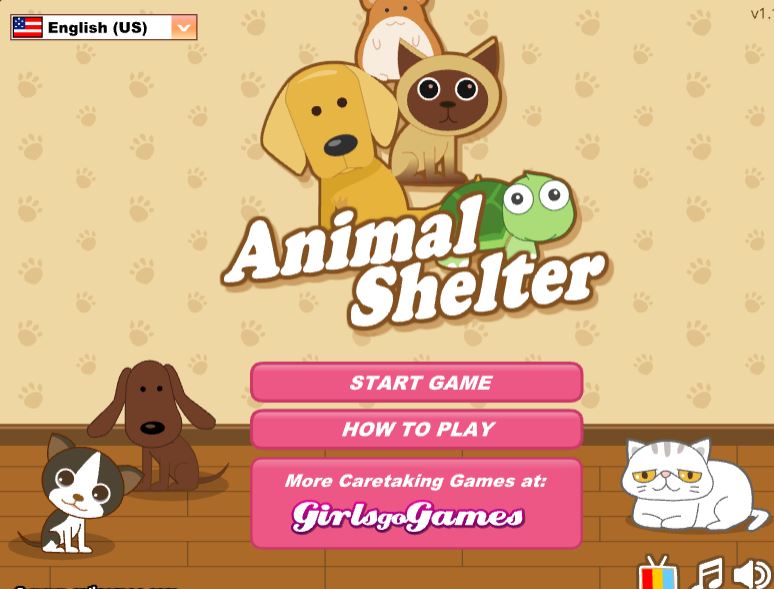 English (US)
v1.
Animal
Shelter
START GAME
HOW TO PLAY
More Caretaking Games at:
GirlsgoGames